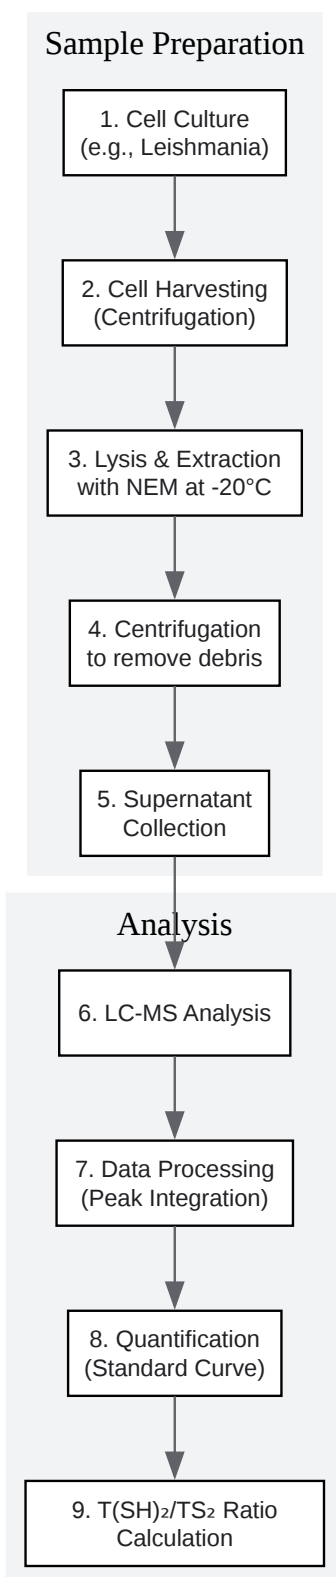 Sample Preparation
1. Cell Culture
(e.g., Leishmania)
2. Cell Harvesting
(Centrifugation)
3. Lysis & Extraction
with NEM at -20°C
4. Centrifugation
to remove debris
5. Supernatant
Collection
Analysis
6. LC-MS Analysis
7. Data Processing
(Peak Integration)
8. Quantification
(Standard Curve)
9. T(SH)₂/TS₂ Ratio
Calculation